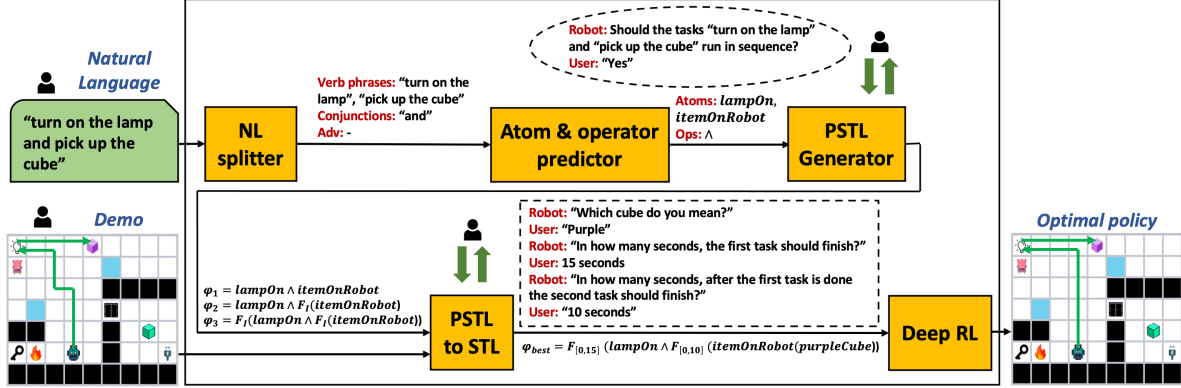 Natural
Language
"turn on the lamp
and pick up the
cube"
NL
splitter
Verb phrases: "turn on the
lamp", "pick up the cube"
Conjunctions: "and"
Adv: -
Atom & operator
predictor
Robot: Should the tasks "turn on the lamp"
and "pick up the cube" run in sequence?
User: "Yes"
Atoms: lampOn,
itemOnRobot
Ops: ∧
PSTL
Generator
Demo
φ1 = lampOn ∧ itemOnRobot
φ2 = lampOn ∧ FI(itemOnRobot)
φ3 = FI(lampOn ∧ FI(itemOnRobot))
PSTL
to STL
Robot: "Which cube do you mean?"
User: "Purple"
Robot: "In how many seconds, the first task should finish?"
User: 15 seconds
Robot: "In how many seconds, after the first task is done
the second task should finish?"
User: "10 seconds"
φbest = F[0,15] (lampOn ∧ F[0,10] (itemOnRobot(purpleCube))
Deep RL
Optimal policy